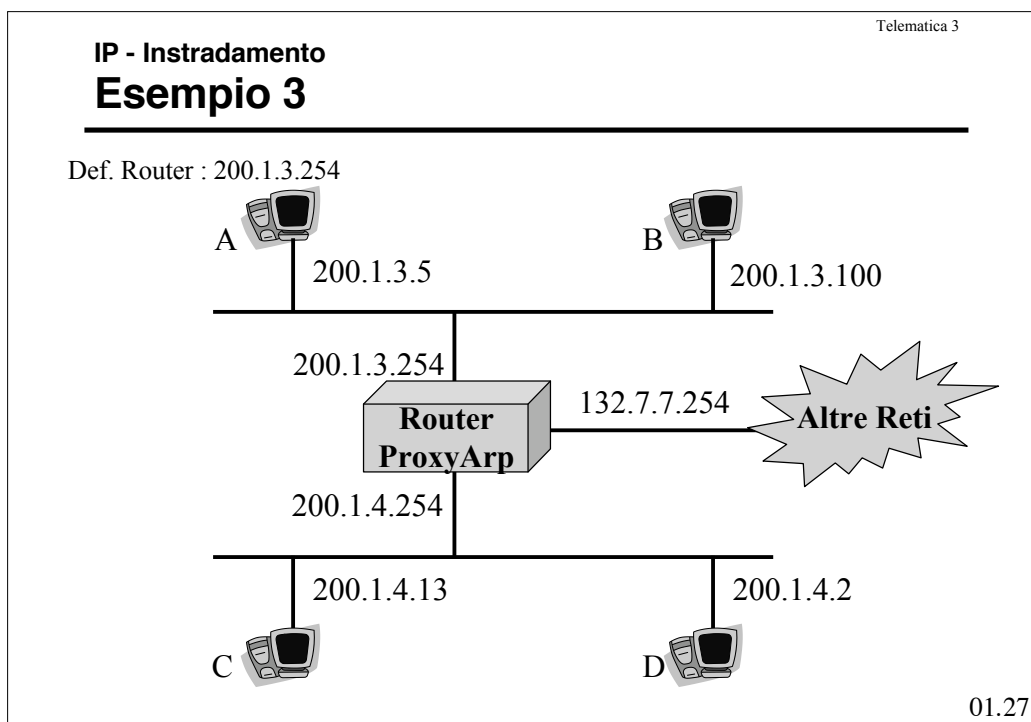 Telematica 3
IP - Instradamento
Esempio 3
Def. Router : 200.1.3.254
A
B
200.1.3.5
200.1.3.100
200.1.3.254
132.7.7.254
Router
ProxyArp
Altre Reti
200.1.4.254
200.1.4.13
200.1.4.2
C
D
01.27